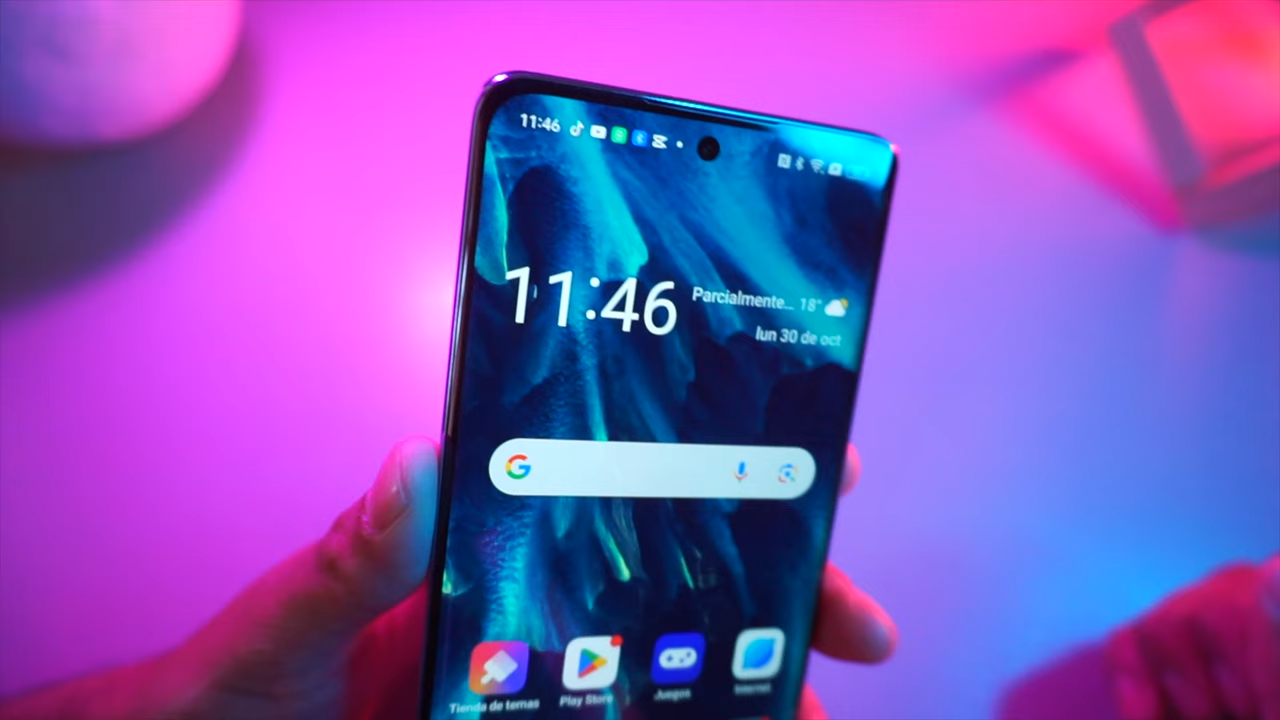 11:46
11:46
Parcialmente... 18°
lun 30 de oct
G
Tienda de temas
Play Store
Juegos
Internet